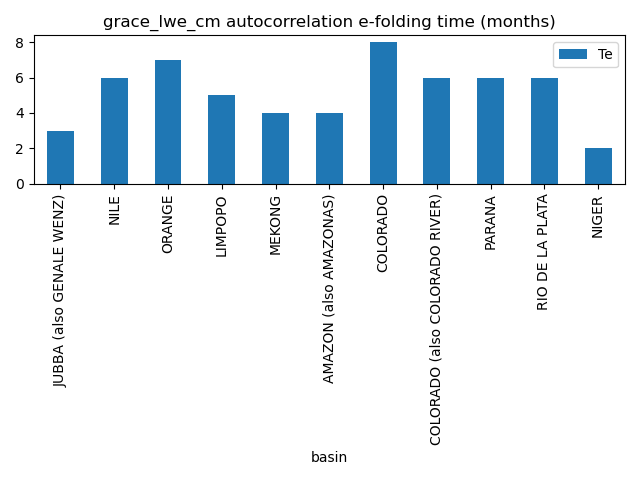 grace_lwe_cm autocorrelation e-folding time (months)
Te
8
6
4
2
0
JUBBA (also GENALE WENZ)
NILE
ORANGE
LIMPOPO
MEKONG
AMAZON (also AMAZONAS)
COLORADO
COLORADO (also COLORADO RIVER)
PARANA
RIO DE LA PLATA
NIGER
basin